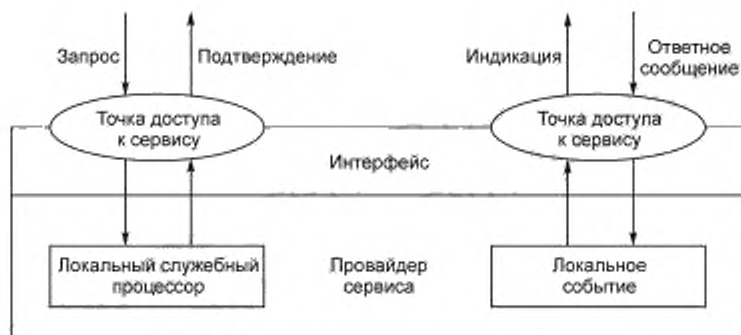 Запрос
Подтверждение
Индикация
Ответное
сообщение
Точка доступа
к сервису
Точка доступа
к сервису
Интерфейс
Локальный служебный
процессор
Провайдер
сервиса
Локальное
событие